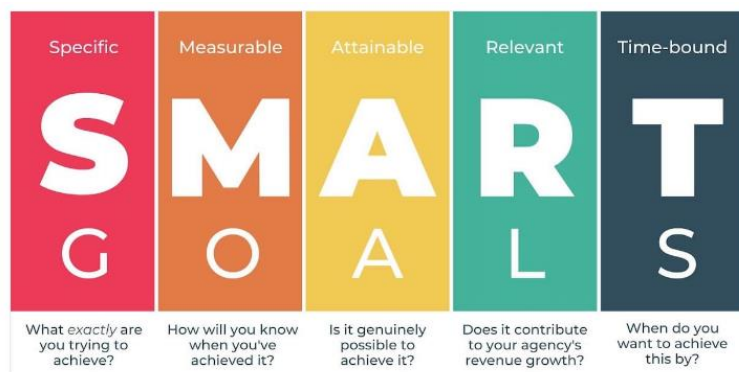 Specific
Measurable
Attainable
Relevant
Time-bound
S
M
A
R
T
G
O
A
L
S
What exactly are
you trying to
achieve?
How will you know
when you've
achieved it?
Is it genuinely
possible to
achieve it?
Does it contribute
to your agency's
revenue growth?
When do you
want to achieve
this by?